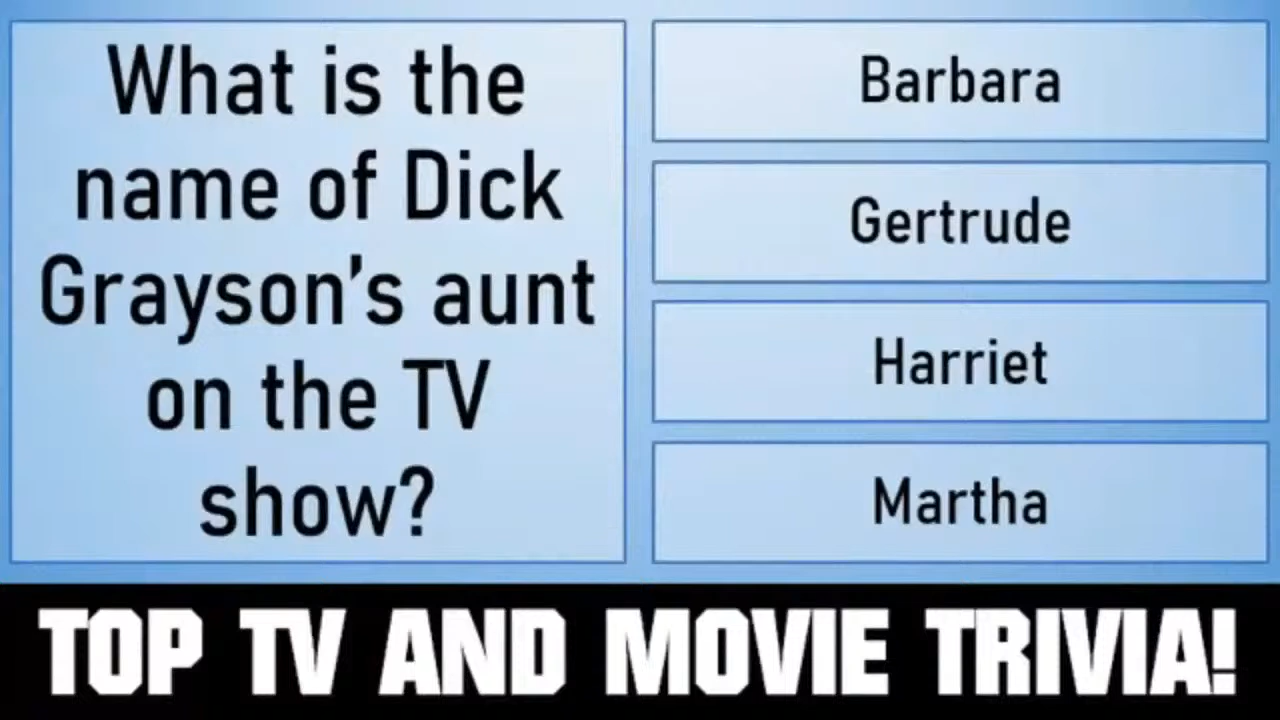 What is the
name of Dick
Grayson's aunt
on the TV
show?
Barbara
Gertrude
Harriet
Martha
TOP TV AND MOVIE TRIVIA!